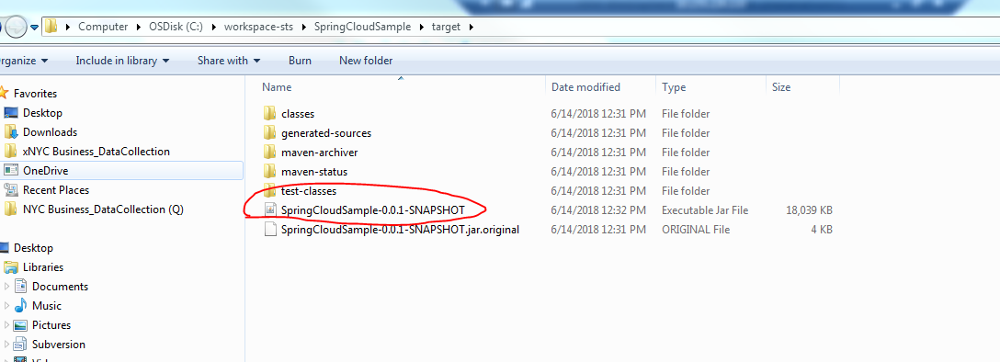 Computer OSDisk (C:) workspace-sts SpringCloudSample target
rganize Include in library Share with Burn New folder
Name Date modified Type Size
Favorites
Desktop
Downloads
xNYC Business_DataCollection
OneDrive
Recent Places
NYC Business_DataCollection (Q)
Desktop
Libraries
Documents
Music
Pictures
Subversion
classes 6/14/2018 12:31 PM File folder
generated-sources 6/14/2018 12:31 PM File folder
maven-archiver 6/14/2018 12:31 PM File folder
maven-status 6/14/2018 12:31 PM File folder
test-classes 6/14/2018 12:31 PM File folder
SpringCloudSample-0.0.1-SNAPSHOT 6/14/2018 12:32 PM Executable Jar File 18,039 KB
SpringCloudSample-0.0.1-SNAPSHOT.jar.original 6/14/2018 12:31 PM ORIGINAL File 4 KB